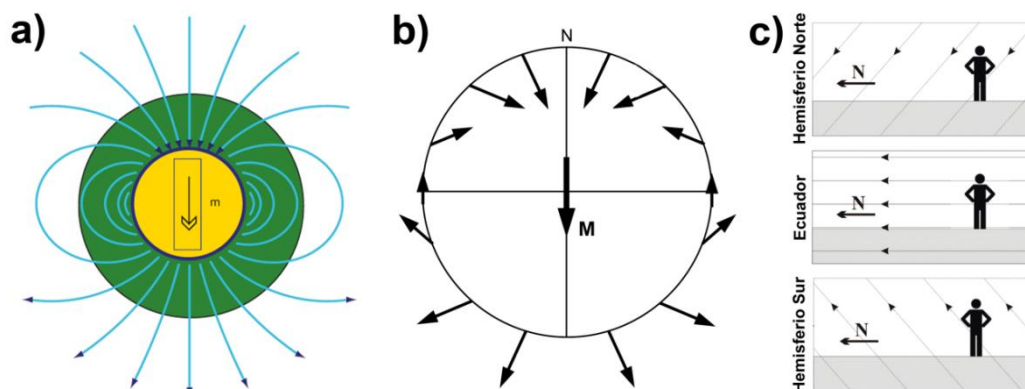 a)
m
b)
N
M
c)
Hemisferio Norte
N
Ecuador
N
Hemisferio Sur
N